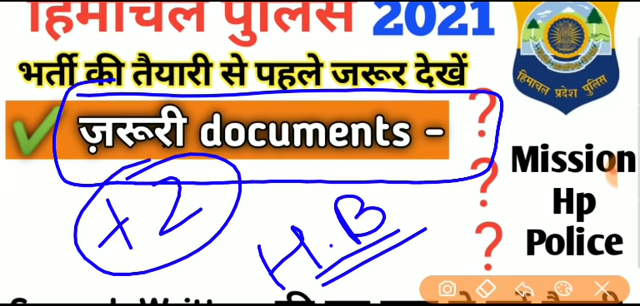 हिमाचल पुलिस 2021
भर्ती की तैयारी से पहले जरूर देखें
ज़रूरी documents -
?
?
?
हिमाचल प्रदेश पुलिस
Mission
Hp
Police
+2
H.B